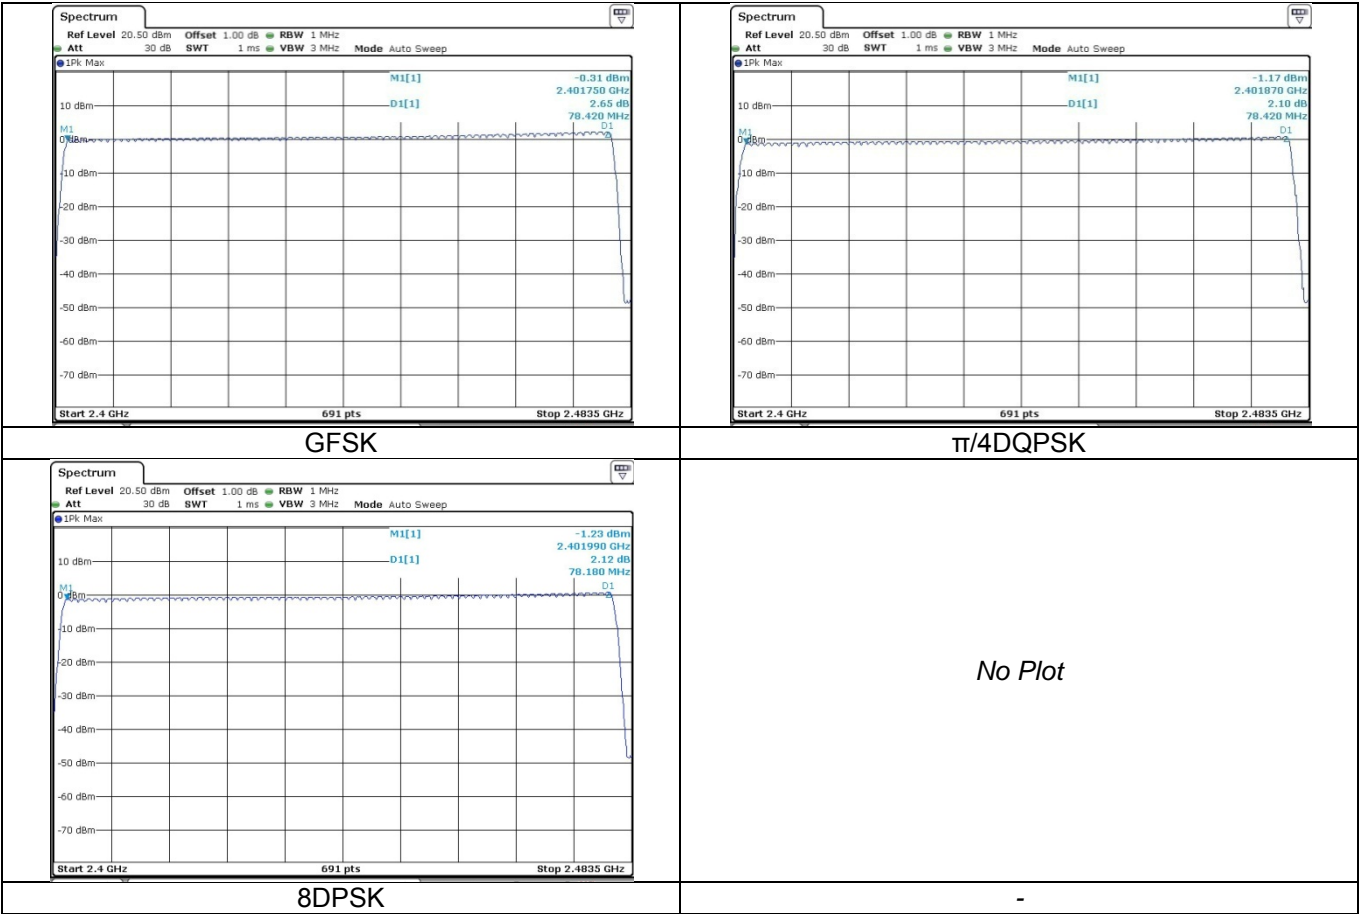 Spectrum
Ref Level 20.50 dBm Offset 1.00 dB RBW 1 MHz
Att 30 dB SWT 1 ms VBW 3 MHz Mode Auto Sweep
1Pk Max
M1[1] -0.31 dBm
2.401750 GHz
D1[1] 2.65 dB
78.420 MHz
10 dBm
M1
D1
0 dBm
-10 dBm
-20 dBm
-30 dBm
-40 dBm
-50 dBm
-60 dBm
-70 dBm
Start 2.4 GHz 691 pts Stop 2.4835 GHz
GFSK
Spectrum
Ref Level 20.50 dBm Offset 1.00 dB RBW 1 MHz
Att 30 dB SWT 1 ms VBW 3 MHz Mode Auto Sweep
1Pk Max
M1[1] -1.17 dBm
2.401870 GHz
D1[1] 2.10 dB
78.420 MHz
10 dBm
M1
D1
0 dBm
-10 dBm
-20 dBm
-30 dBm
-40 dBm
-50 dBm
-60 dBm
-70 dBm
Start 2.4 GHz 691 pts Stop 2.4835 GHz
π/4DQPSK
Spectrum
Ref Level 20.50 dBm Offset 1.00 dB RBW 1 MHz
Att 30 dB SWT 1 ms VBW 3 MHz Mode Auto Sweep
1Pk Max
M1[1] -1.23 dBm
2.401990 GHz
D1[1] 2.12 dB
78.180 MHz
10 dBm
M1
D1
0 dBm
-10 dBm
-20 dBm
-30 dBm
-40 dBm
-50 dBm
-60 dBm
-70 dBm
Start 2.4 GHz 691 pts Stop 2.4835 GHz
8DPSK
No Plot
-